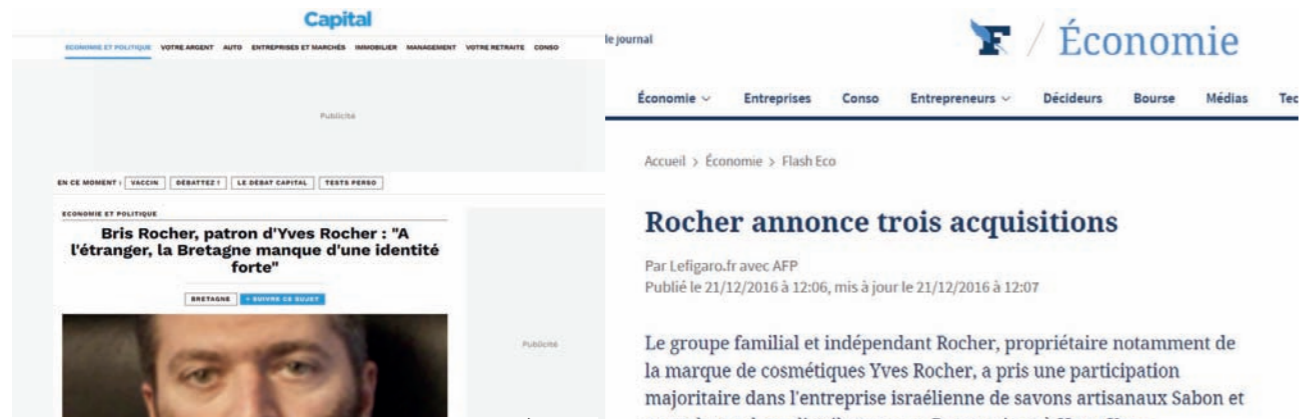 Capital
ECONOMIE ET POLITIQUE VOTRE ARGENT AUTO ENTREPRISES ET MARCHÉS IMMOBILIER MANAGEMENT VOTRE RETRAITE CONSO
Publicité
EN CE MOMENT : VACCIN DÉBATTEZ ! LE DÉBAT CAPITAL TESTS PERSO
ECONOMIE ET POLITIQUE
Bris Rocher, patron d'Yves Rocher : "A
l'étranger, la Bretagne manque d'une identité
forte"
BRETAGNE + SUIVRE CE SUJET
Publicité
le journal
F / Économie
Économie Entreprises Conso Entrepreneurs Décideurs Bourse Médias Tec
Accueil > Économie > Flash Eco
Rocher annonce trois acquisitions
Par Lefigaro.fr avec AFP
Publié le 21/12/2016 à 12:06, mis à jour le 21/12/2016 à 12:07
Le groupe familial et indépendant Rocher, propriétaire notamment de
la marque de cosmétiques Yves Rocher, a pris une participation
majoritaire dans l'entreprise israélienne de savons artisanaux Sabon et